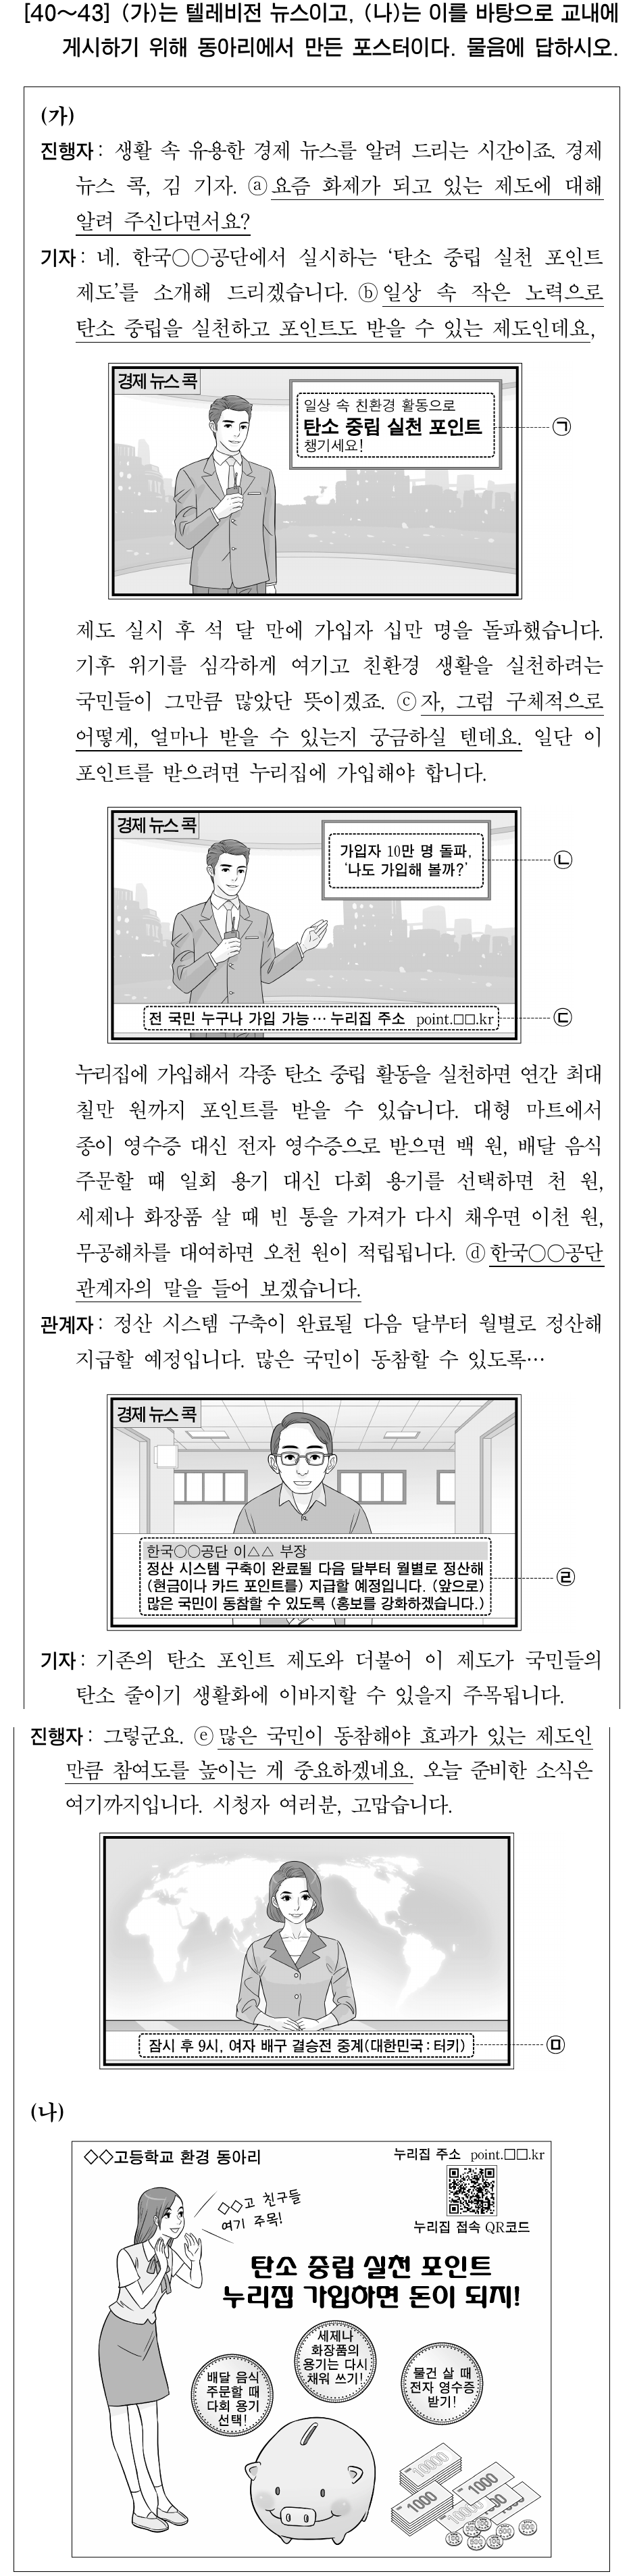 [40～43] (가)는 텔레비전 뉴스이고, (나)는 이를 바탕으로 교내에
게시하기 위해 동아리에서 만든 포스터이다. 물음에 답하시오.
(가)
진행자 : 생활 속 유용한 경제 뉴스를 알려 드리는 시간이죠. 경제
뉴스 콕, 김 기자. ⓐ요즘 화제가 되고 있는 제도에 대해
알려 주신다면서요?
기자 : 네. 한국○○공단에서 실시하는 ‘탄소 중립 실천 포인트
제도’를 소개해 드리겠습니다. ⓑ일상 속 작은 노력으로
탄소 중립을 실천하고 포인트도 받을 수 있는 제도인데요,
경제 뉴스 콕
일상 속 친환경 활동으로
탄소 중립 실천 포인트
챙기세요!
㉠
제도 실시 후 석 달 만에 가입자 십만 명을 돌파했습니다.
기후 위기를 심각하게 여기고 친환경 생활을 실천하려는
국민들이 그만큼 많았단 뜻이겠죠. ⓒ자, 그럼 구체적으로
어떻게, 얼마나 받을 수 있는지 궁금하실 텐데요. 일단 이
포인트를 받으려면 누리집에 가입해야 합니다.
경제 뉴스 콕
가입자 10만 명 돌파,
‘나도 가입해 볼까?’
㉡
전 국민 누구나 가입 가능 … 누리집 주소 point.□□.kr
㉢
누리집에 가입해서 각종 탄소 중립 활동을 실천하면 연간 최대
칠만 원까지 포인트를 받을 수 있습니다. 대형 마트에서
종이 영수증 대신 전자 영수증으로 받으면 백 원, 배달 음식
주문할 때 일회 용기 대신 다회 용기를 선택하면 천 원,
세제나 화장품 살 때 빈 통을 가져가 다시 채우면 이천 원,
무공해차를 대여하면 오천 원이 적립됩니다. ⓓ한국○○공단
관계자의 말을 들어 보겠습니다.
관계자 : 정산 시스템 구축이 완료될 다음 달부터 월별로 정산해
지급할 예정입니다. 많은 국민이 동참할 수 있도록…
경제 뉴스 콕
한국○○공단 이△△ 부장
정산 시스템 구축이 완료될 다음 달부터 월별로 정산해
(현금이나 카드 포인트를) 지급할 예정입니다. (앞으로)
많은 국민이 동참할 수 있도록 (홍보를 강화하겠습니다.)
㉣
기자 : 기존의 탄소 포인트 제도와 더불어 이 제도가 국민들의
탄소 줄이기 생활화에 이바지할 수 있을지 주목됩니다.
진행자 : 그렇군요. ⓔ많은 국민이 동참해야 효과가 있는 제도인
만큼 참여도를 높이는 게 중요하겠네요. 오늘 준비한 소식은
여기까지입니다. 시청자 여러분, 고맙습니다.
잠시 후 9시, 여자 배구 결승전 중계(대한민국 : 터키)
㉤
(나)
◇◇고등학교 환경 동아리
누리집 주소 point.□□.kr
누리집 접속 QR코드
◇◇고 친구들
여기 주목!
탄소 중립 실천 포인트
누리집 가입하면 돈이 되지!
배달 음식
주문할 때
다회 용기
선택!
세제나
화장품의
용기는 다시
채워 쓰기!
물건 살 때
전자 영수증
받기!
10000
1000
1000